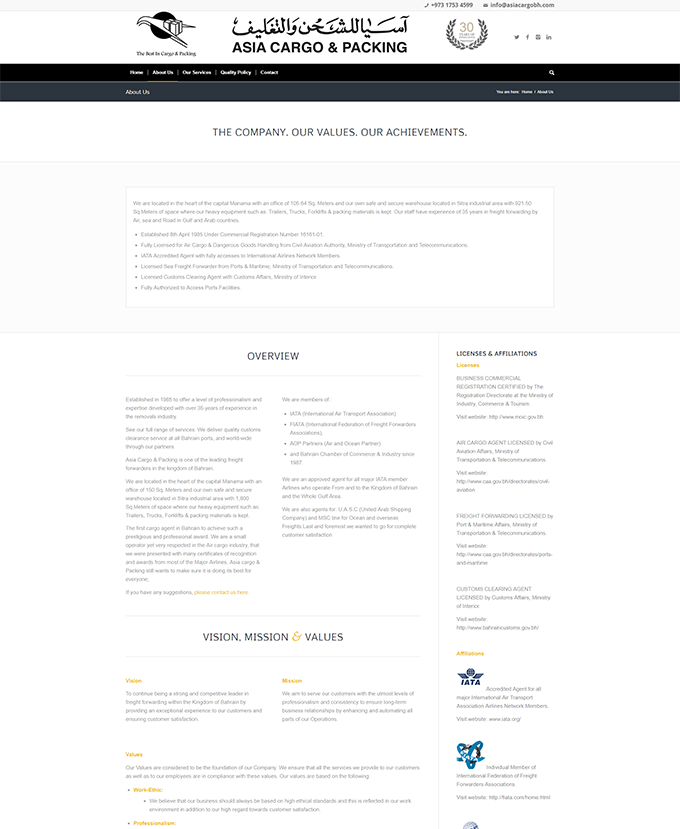 +973 1753 4599 info@asiacargobh.com
آسيا للشحن والتغليف
ASIA CARGO & PACKING
The Best In Cargo & Packing
30
YEARS OF
Home About Us Our Services Quality Policy Contact
About Us
You are here: Home / About Us
THE COMPANY. OUR VALUES. OUR ACHIEVEMENTS.
We are located in the heart of the capital Manama with an office of 105.64 Sq. Meters and our own safe and secure warehouse located in Sitra industrial area with 921.50
Sq.Meters of space where our heavy equipment such as: Trailers, Trucks, Forklifts & packing materials is kept. Our staff have experience of 35 years in freight forwarding by
Air, sea and Road in Gulf and Arab countries.
Established 8th April 1985 Under Commercial Registration Number 16161-01.
Fully Licensed for Air Cargo & Dangerous Goods Handling from Civil Aviation Authority, Ministry of Transportation and Telecommunications.
IATA Accredited Agent with fully accesses to International Airlines Network Members.
Licensed Sea Freight Forwarder from Ports & Maritime, Ministry of Transportation and Telecommunications.
Licensed Customs Clearing Agent with Customs Affairs, Ministry of Interior.
Fully Authorized to Access Ports Facilities.
OVERVIEW
Established in 1985 to offer a level of professionalism and
expertise developed with over 35 years of experience in
the removals industry.
See our full range of services. We deliver quality customs
clearance service at all Bahrain ports, and world-wide
through our partners.
Asia Cargo & Packing is one of the leading freight
forwarders in the kingdom of Bahrain.
We are located in the heart of the capital Manama with an
office of 150 Sq. Meters and our own safe and secure
warehouse located in Sitra industrial area with 1,800
Sq.Meters of space where our heavy equipment such as:
Trailers, Trucks, Forklifts & packing materials is kept.
The first cargo agent in Bahrain to achieve such a
prestigious and professional award. We are a small
operator yet very respected in the Air cargo industry, that
we were presented with many certificates of recognition
and awards from most of the Major Airlines. Asia cargo &
Packing still wants to make sure it is doing its best for
everyone.
If you have any suggestions, please contact us here.
We are members of:
IATA (International Air Transport Association)
FIATA (International Federation of Freight Forwarders
Associations).
AOP Partners (Air and Ocean Partner)
and Bahrain Chamber of Commerce & Industry since
1987
We are an approved agent for all major IATA member
Airlines who operate From and to the Kingdom of Bahrain
and the Whole Gulf Area.
We are also agents for: U.A.S.C (United Arab Shipping
Company) and MSC line for Ocean and overseas
Freights.Last and foremost we wanted to go for complete
customer satisfaction
VISION, MISSION & VALUES
Vision
To continue being a strong and competitive leader in
freight forwarding within the Kingdom of Bahrain by
providing an exceptional experience to our customers and
ensuring customer satisfaction.
Mission
We aim to serve our customers with the utmost levels of
professionalism and consistency to ensure long-term
business relationships by enhancing and automating all
parts of our Operations.
Values
Our Values are considered to be the foundation of our Company. We ensure that all the services we provide to our customers
as well as to our employees are in compliance with these values. Our values are based on the following:
Work-Ethic:
We believe that our business should always be based on high ethical standards and this is reflected in our work
environment in addition to our high regard towards customer satisfaction.
Professionalism:
LICENSES & AFFILIATIONS
Licenses
BUSINESS COMMERCIAL
REGISTRATION CERTIFIED by The
Registration Directorate at the Ministry of
Industry, Commerce & Tourism
Visit website: http://www.moic.gov.bh
AIR CARGO AGENT LICENSED by Civil
Aviation Affairs, Ministry of
Transportation & Telecommunications
Visit website:
http://www.caa.gov.bh/directorates/civil-
aviation
FREIGHT FORWARDING LICENSED by
Port & Maritime Affairs, Ministry of
Transportation & Telecommunications.
Visit website:
http://www.caa.gov.bh/directorates/ports-
and-maritime
CUSTOMS CLEARING AGENT
LICENSED by Customs Affairs, Ministry
of Interior
Visit website:
http://www.bahraincustoms.gov.bh/
Affiliations
IATA
Accredited Agent for all
major International Air Transport
Association Airlines Network Members.
Visit website: www.iata.org/
Individual Member of
International Federation of Freight
Forwarders Associations.
Visit website: http://fiata.com/home.html